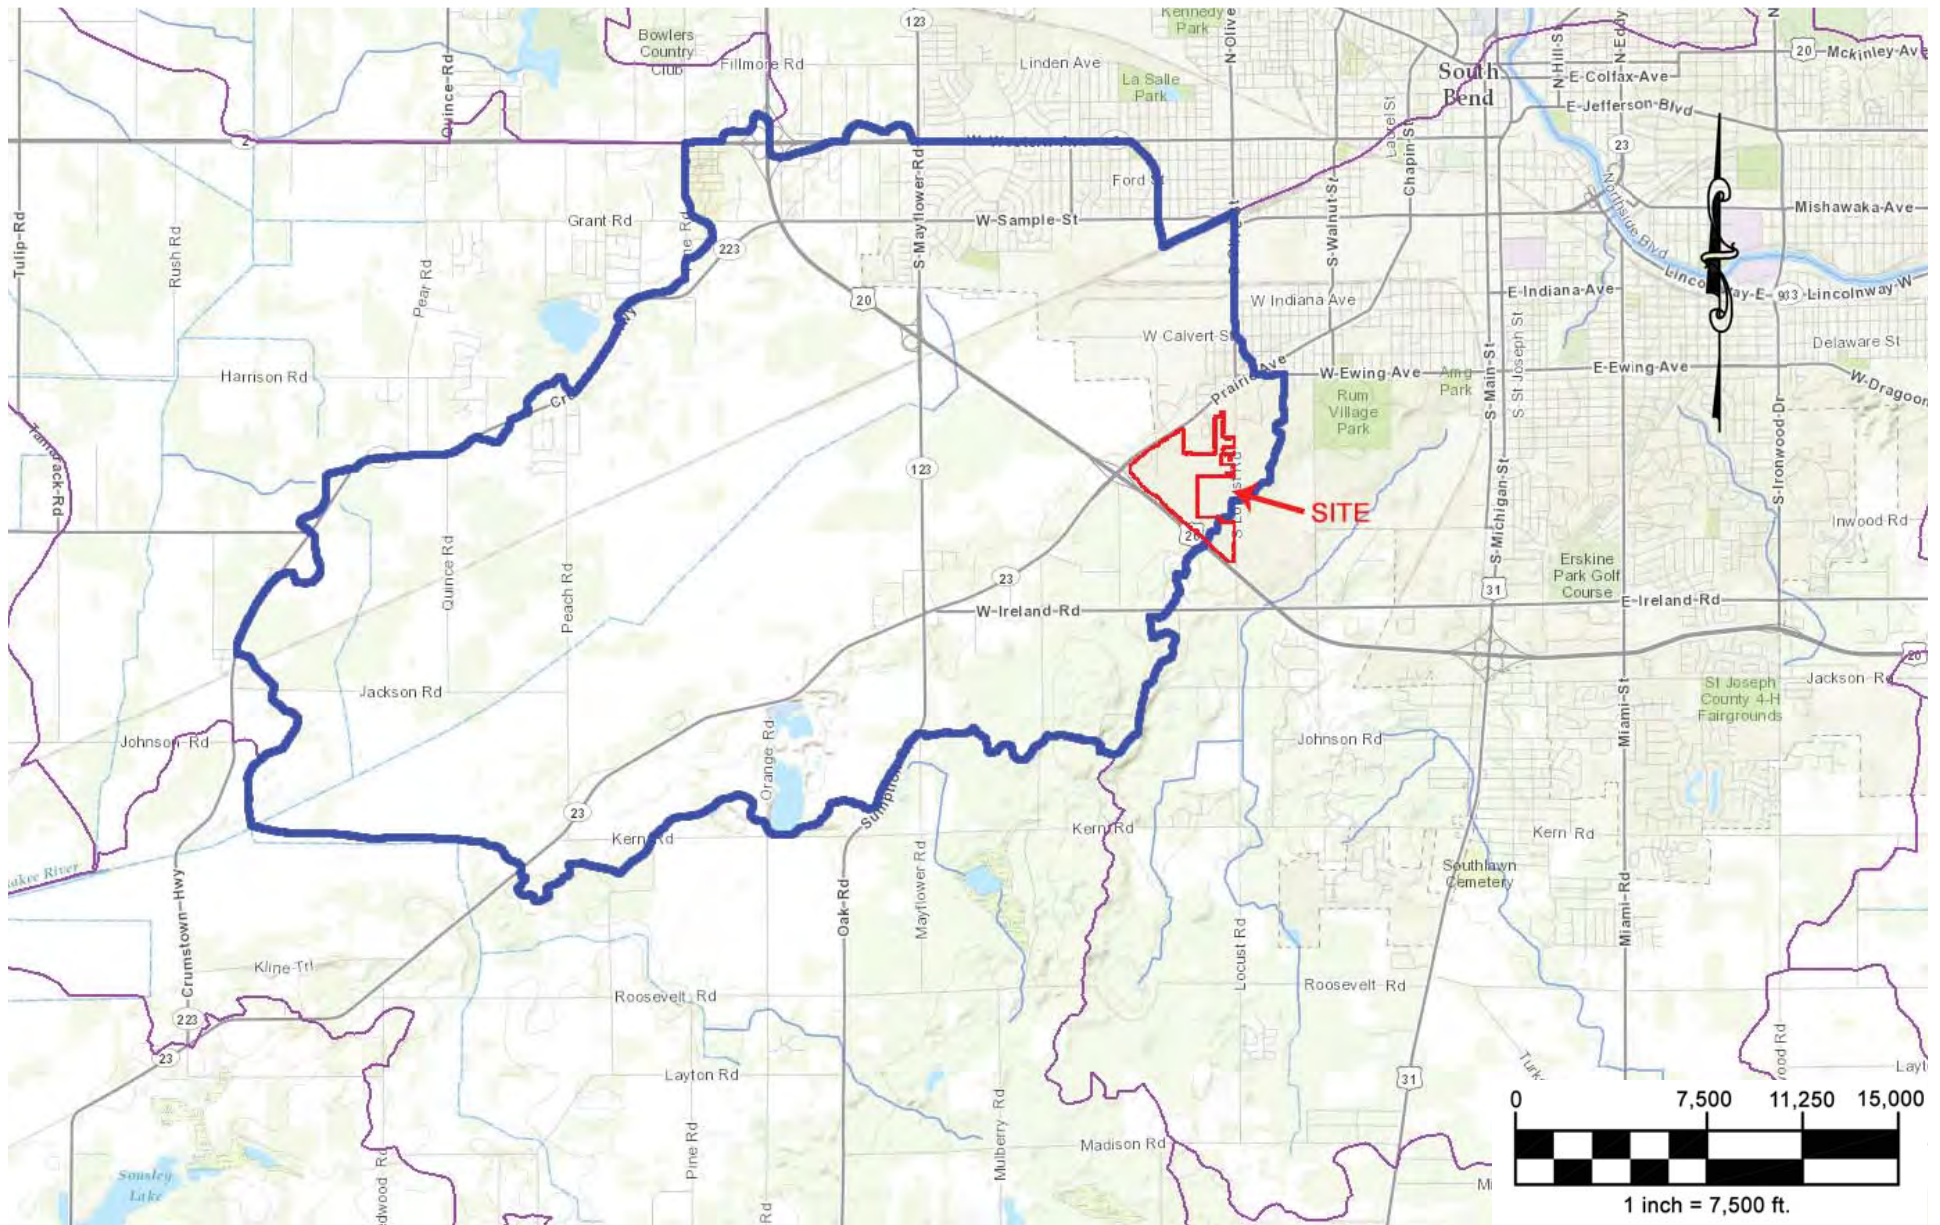 123
Kennedy
Park
N-Olive
N-Hill-S
N-Eddy
Bowlers
Country
Club
Fillmore Rd
Linden Ave
La Salle
Park
South
Bend
20
Mckinley-Ave
E-Colfax-Ave
E-Jefferson-Blvd
Quince-Rd
2
Laurel St
Chapin-St
23
S-Mayflower-Rd
Ford St
Tulip-Rd
Rush Rd
Grant Rd
W-Sample-St
S-Walnut-St
Northside Blvd
Mishawaka-Ave
223
Pear Rd
20
W Indiana Ave
E-Indiana-Ave
933
Lincolnway-W
W Calvert St
S-Main-St
S St Joseph St
Delaware St
Harrison Rd
Prairie Ave
W-Ewing-Ave
E-Ewing-Ave
W-Dragoon
Rum
Village
Park
Park
S-Ironwood-Dr
Tamarack-Rd
123
SITE
S-Michigan-St
Inwood Rd
20
Quince Rd
Peach Rd
23
Erskine
Park Golf
Course
31
W-Ireland-Rd
E-Ireland-Rd
20
Jackson Rd
St Joseph
County 4-H
Fairgrounds
Jackson Rd
Miami-St
Johnson-Rd
Orange Rd
Johnson Rd
Sumption
23
Kern Rd
Kern Rd
Kern Rd
Mayflower Rd
Southlawn
Cemetery
Crumstown-Hwy
Oak-Rd
Locust Rd
Miami-Rd
Kline-Trl
Roosevelt Rd
Roosevelt Rd
223
23
Layton Rd
31
Pine Rd
Mulberry Rd
Madison Rd
Sousley
Lake
Rd
0 7,500 11,250 15,000
1 inch = 7,500 ft.